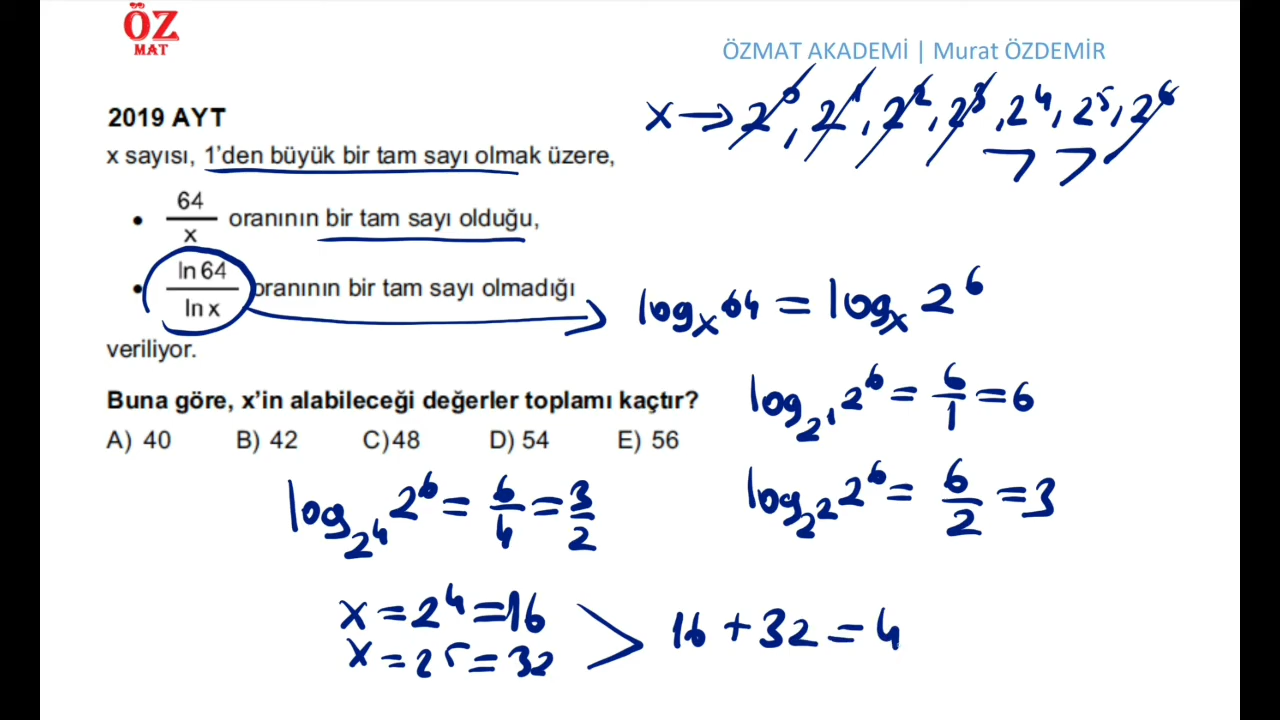 ÖZ
MAT
ÖZMAT AKADEMİ | Murat ÖZDEMİR
x → 2⁰, 2¹, 2², 2³, 2⁴, 2⁵, 2⁶
2019 AYT
x sayısı, 1'den büyük bir tam sayı olmak üzere,
• 64/x oranının bir tam sayı olduğu,
• ln 64/ln x oranının bir tam sayı olmadığı
logₓ 64 = logₓ 2⁶
veriliyor.
log_{2¹} 2⁶ = 6/1 = 6
Buna göre, x'in alabileceği değerler toplamı kaçtır?
A) 40 B) 42 C) 48 D) 54 E) 56
log_{2⁴} 2⁶ = 6/4 = 3/2
log_{2²} 2⁶ = 6/2 = 3
x = 2⁴ = 16
x = 2⁵ = 32
16 + 32 = 4